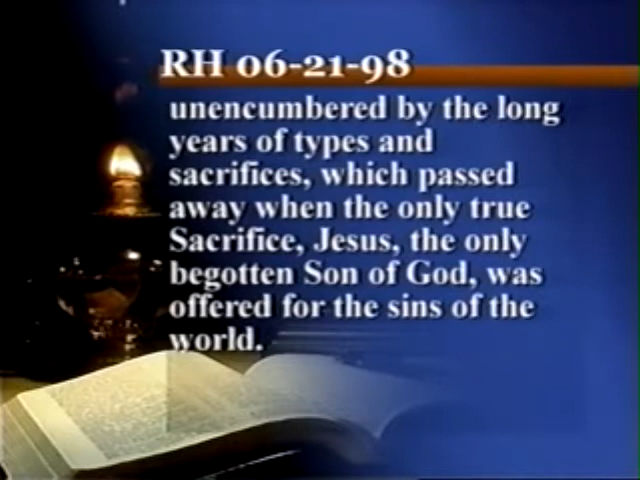 RH 06-21-98
unencumbered by the long
years of types and
sacrifices, which passed
away when the only true
Sacrifice, Jesus, the only
begotten Son of God, was
offered for the sins of the
world.